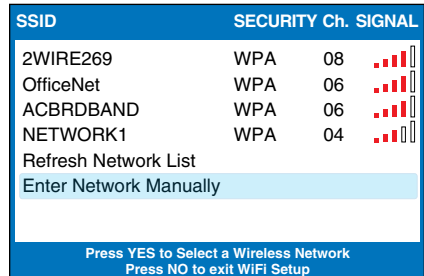 SSID SECURITY Ch. SIGNAL
2WIRE269 WPA 08
OfficeNet WPA 06
ACBRDBAND WPA 06
NETWORK1 WPA 04
Refresh Network List
Enter Network Manually
Press YES to Select a Wireless Network
Press NO to exit WiFi Setup